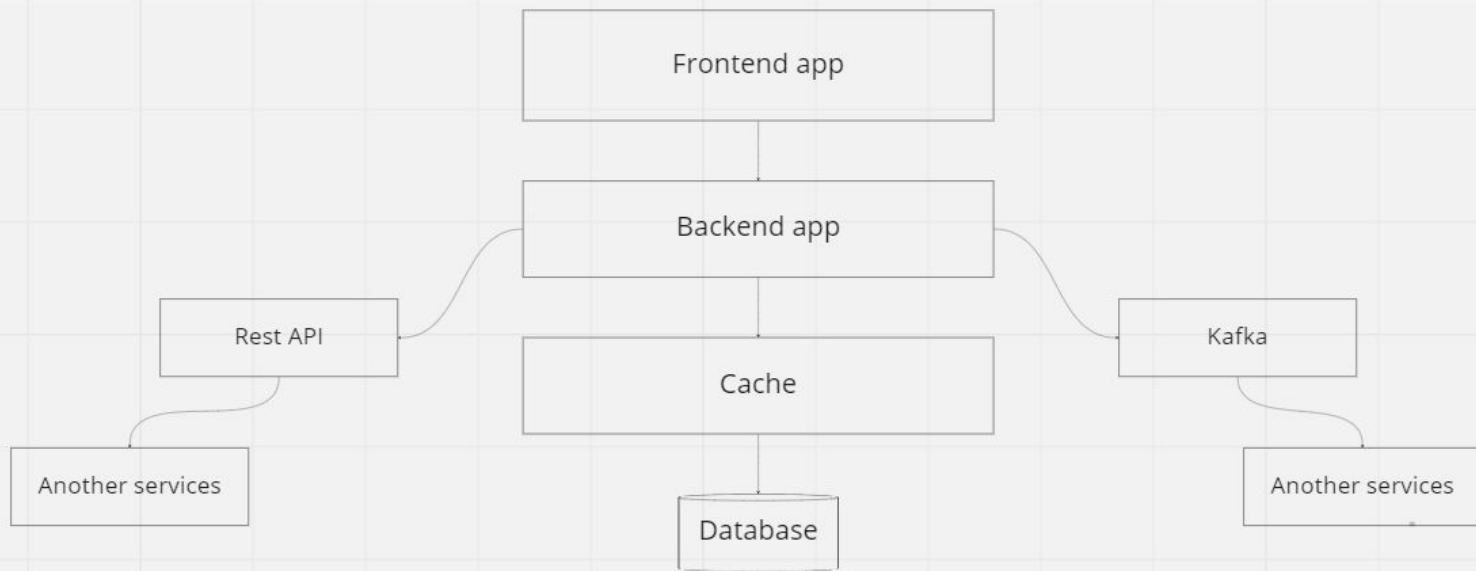 Frontend app
Backend app
Rest API
Kafka
Cache
Another services
Another services
Database